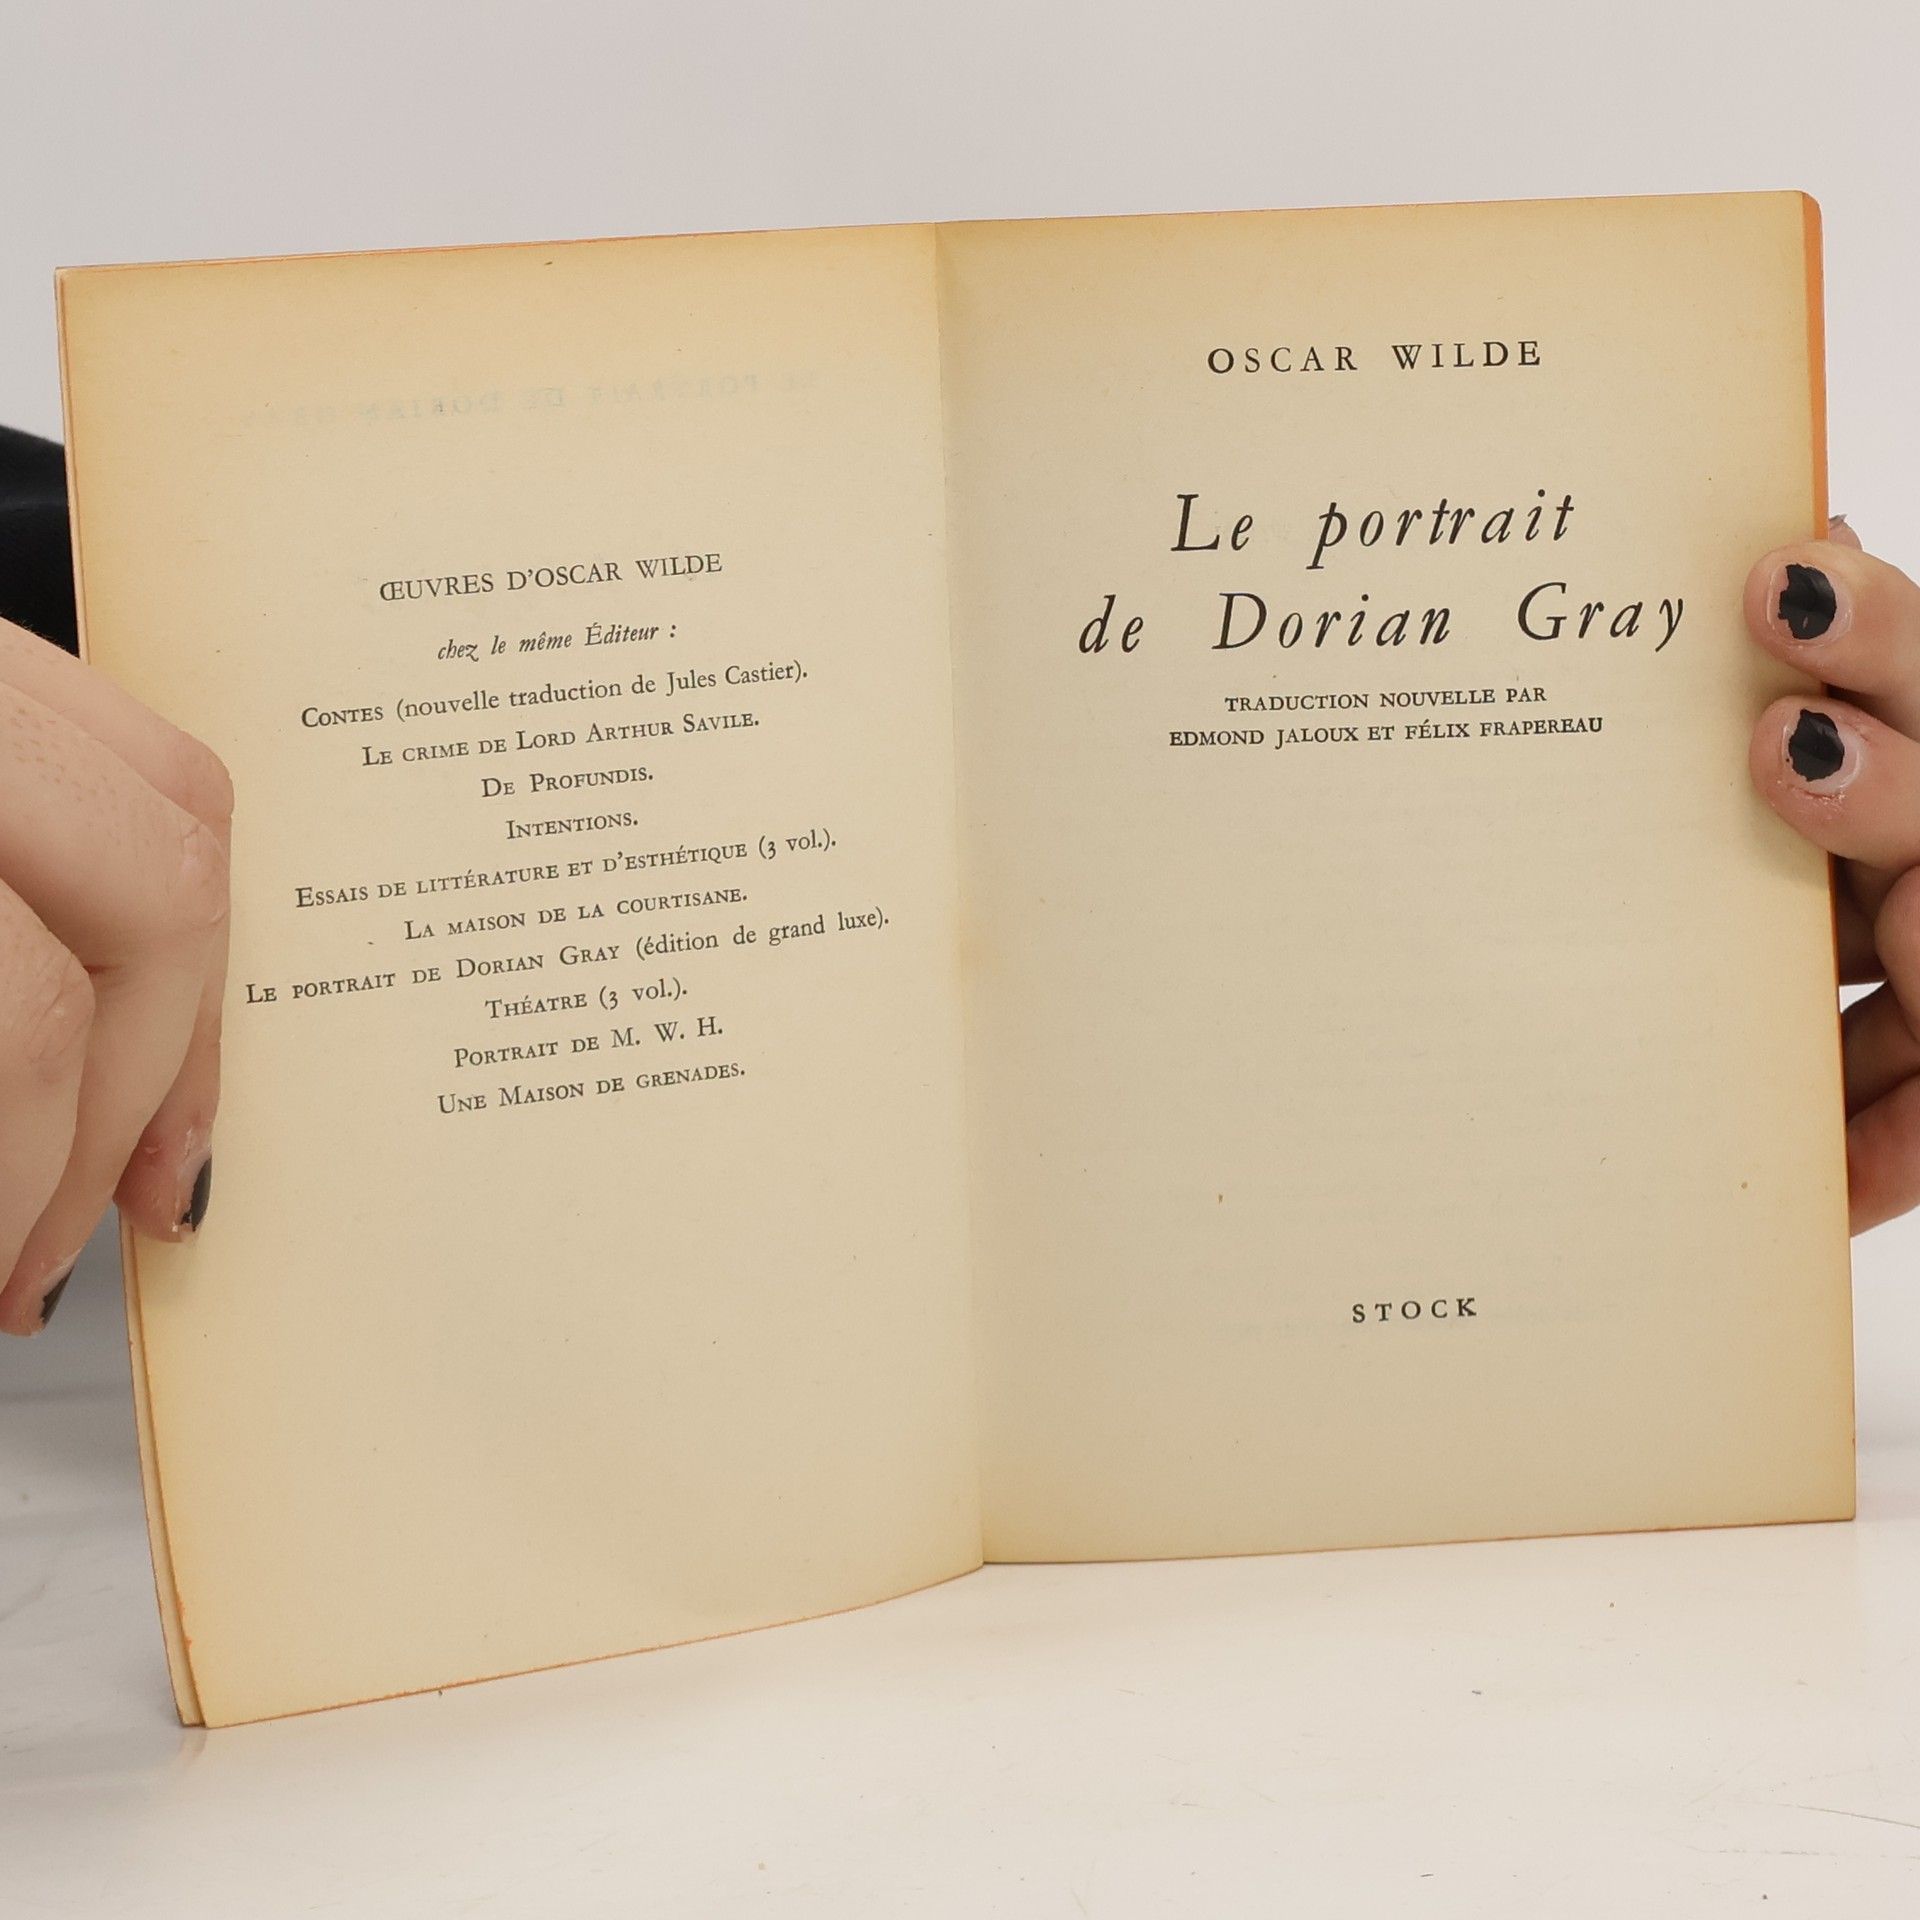 ŒUVRES D'OSCAR WILDE
chez le même Éditeur :
CONTES (nouvelle traduction de Jules Castier).
LE CRIME DE LORD ARTHUR SAVILE.
DE PROFUNDIS.
INTENTIONS.
ESSAIS DE LITTÉRATURE ET D'ESTHÉTIQUE (3 vol.).
LA MAISON DE LA COURTISANE.
LE PORTRAIT DE DORIAN GRAY (édition de grand luxe).
THÉATRE (3 vol.).
PORTRAIT DE M. W. H.
UNE MAISON DE GRENADES.
OSCAR WILDE
Le portrait
de Dorian Gray
TRADUCTION NOUVELLE PAR
EDMOND JALOUX ET FÉLIX FRAPEREAU
STOCK